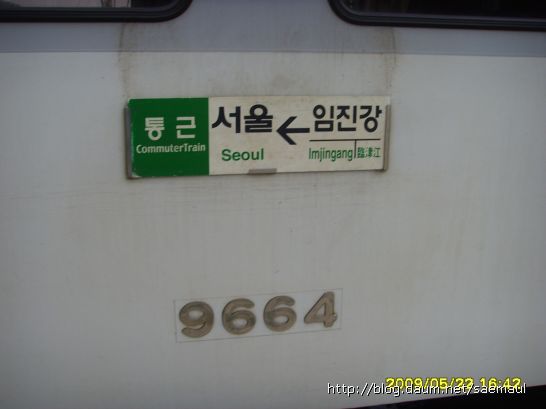 통근 서울 ← 임진강
CommuterTrain Seoul Imjingang 臨津江
9664
2009/05/22 16:42
http://blog.daum.net/saemaul